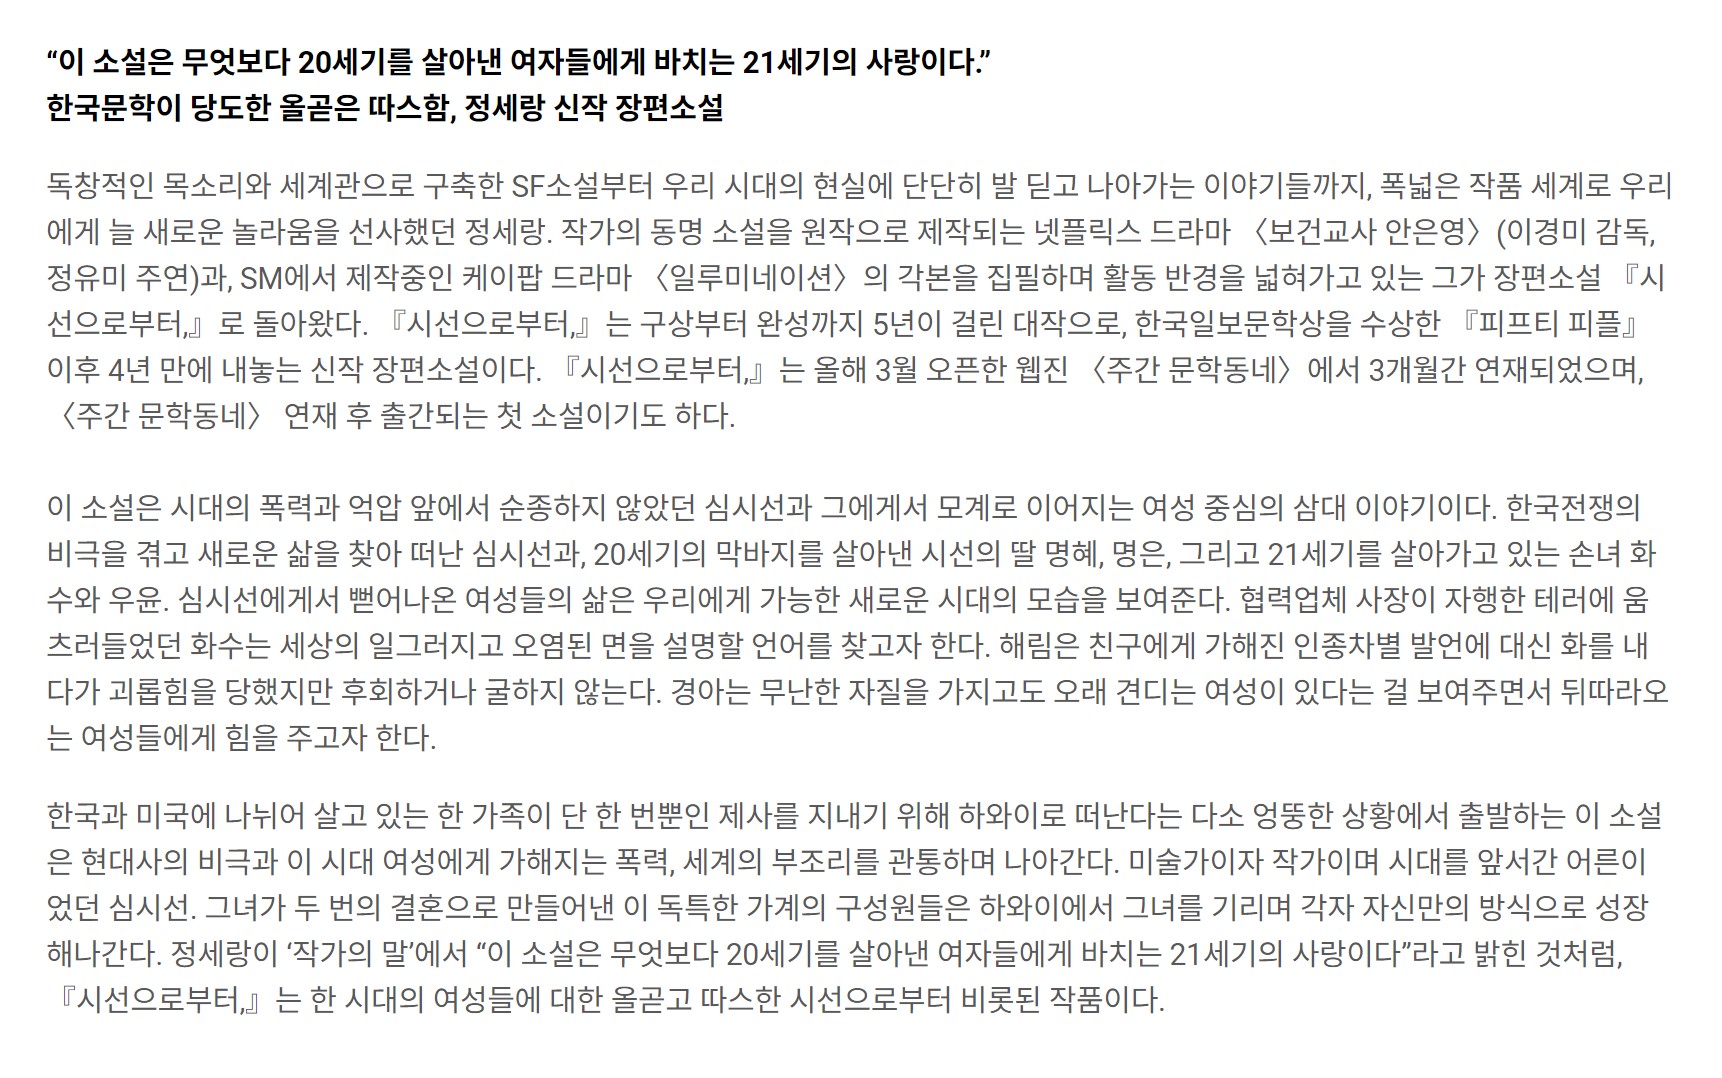 “이 소설은 무엇보다 20세기를 살아낸 여자들에게 바치는 21세기의 사랑이다.”
한국문학이 당도한 올곧은 따스함, 정세랑 신작 장편소설
독창적인 목소리와 세계관으로 구축한 SF소설부터 우리 시대의 현실에 단단히 발 딛고 나아가는 이야기들까지, 폭넓은 작품 세계로 우리
에게 늘 새로운 놀라움을 선사했던 정세랑. 작가의 동명 소설을 원작으로 제작되는 넷플릭스 드라마 〈보건교사 안은영〉(이경미 감독,
정유미 주연)과, SM에서 제작중인 케이팝 드라마 〈일루미네이션〉의 각본을 집필하며 활동 반경을 넓혀가고 있는 그가 장편소설 『시
선으로부터,』로 돌아왔다. 『시선으로부터,』는 구상부터 완성까지 5년이 걸린 대작으로, 한국일보문학상을 수상한 『피프티 피플』
이후 4년 만에 내놓는 신작 장편소설이다. 『시선으로부터,』는 올해 3월 오픈한 웹진 〈주간 문학동네〉에서 3개월간 연재되었으며,
〈주간 문학동네〉 연재 후 출간되는 첫 소설이기도 하다.
이 소설은 시대의 폭력과 억압 앞에서 순종하지 않았던 심시선과 그에게서 모계로 이어지는 여성 중심의 삼대 이야기이다. 한국전쟁의
비극을 겪고 새로운 삶을 찾아 떠난 심시선과, 20세기의 막바지를 살아낸 시선의 딸 명혜, 명은, 그리고 21세기를 살아가고 있는 손녀 화
수와 우윤. 심시선에게서 뻗어나온 여성들의 삶은 우리에게 가능한 새로운 시대의 모습을 보여준다. 협력업체 사장이 자행한 테러에 움
츠러들었던 화수는 세상의 일그러지고 오염된 면을 설명할 언어를 찾고자 한다. 해림은 친구에게 가해진 인종차별 발언에 대신 화를 내
다가 괴롭힘을 당했지만 후회하거나 굴하지 않는다. 경아는 무난한 자질을 가지고도 오래 견디는 여성이 있다는 걸 보여주면서 뒤따라오
는 여성들에게 힘을 주고자 한다.
한국과 미국에 나뉘어 살고 있는 한 가족이 단 한 번뿐인 제사를 지내기 위해 하와이로 떠난다는 다소 엉뚱한 상황에서 출발하는 이 소설
은 현대사의 비극과 이 시대 여성에게 가해지는 폭력, 세계의 부조리를 관통하며 나아간다. 미술가이자 작가이며 시대를 앞서간 어른이
었던 심시선. 그녀가 두 번의 결혼으로 만들어낸 이 독특한 가계의 구성원들은 하와이에서 그녀를 기리며 각자 자신만의 방식으로 성장
해나간다. 정세랑이 ‘작가의 말’에서 “이 소설은 무엇보다 20세기를 살아낸 여자들에게 바치는 21세기의 사랑이다”라고 밝힌 것처럼,
『시선으로부터,』는 한 시대의 여성들에 대한 올곧고 따스한 시선으로부터 비롯된 작품이다.